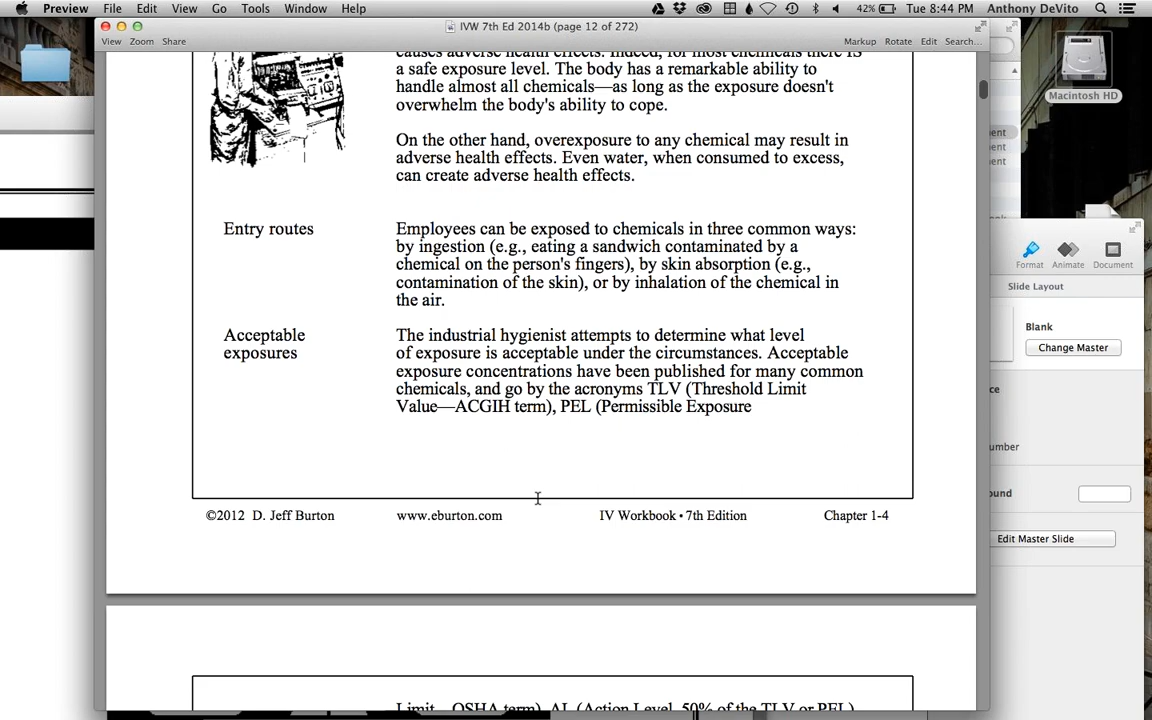 Preview File Edit View Go Tools Window Help
42% Tue 8:44 PM Anthony DeVito
IVW 7th Ed 2014b (page 12 of 272)
View Zoom Share
Markup Rotate Edit Search...
Macintosh HD
causes adverse health effects. Indeed, for most chemicals there is
a safe exposure level. The body has a remarkable ability to
handle almost all chemicals—as long as the exposure doesn't
overwhelm the body's ability to cope.
On the other hand, overexposure to any chemical may result in
adverse health effects. Even water, when consumed to excess,
can create adverse health effects.
Entry routes
Employees can be exposed to chemicals in three common ways:
by ingestion (e.g., eating a sandwich contaminated by a
chemical on the person's fingers), by skin absorption (e.g.,
contamination of the skin), or by inhalation of the chemical in
the air.
Acceptable
exposures
The industrial hygienist attempts to determine what level
of exposure is acceptable under the circumstances. Acceptable
exposure concentrations have been published for many common
chemicals, and go by the acronyms TLV (Threshold Limit
Value—ACGIH term), PEL (Permissible Exposure
©2012 D. Jeff Burton www.eburton.com IV Workbook • 7th Edition Chapter 1-4
Limit—OSHA term), AL (Action Level, 50% of the TLV or PEL)
ent
ent
ent
Format Animate Document
Slide Layout
Blank
Change Master
ce
umber
ound
Edit Master Slide